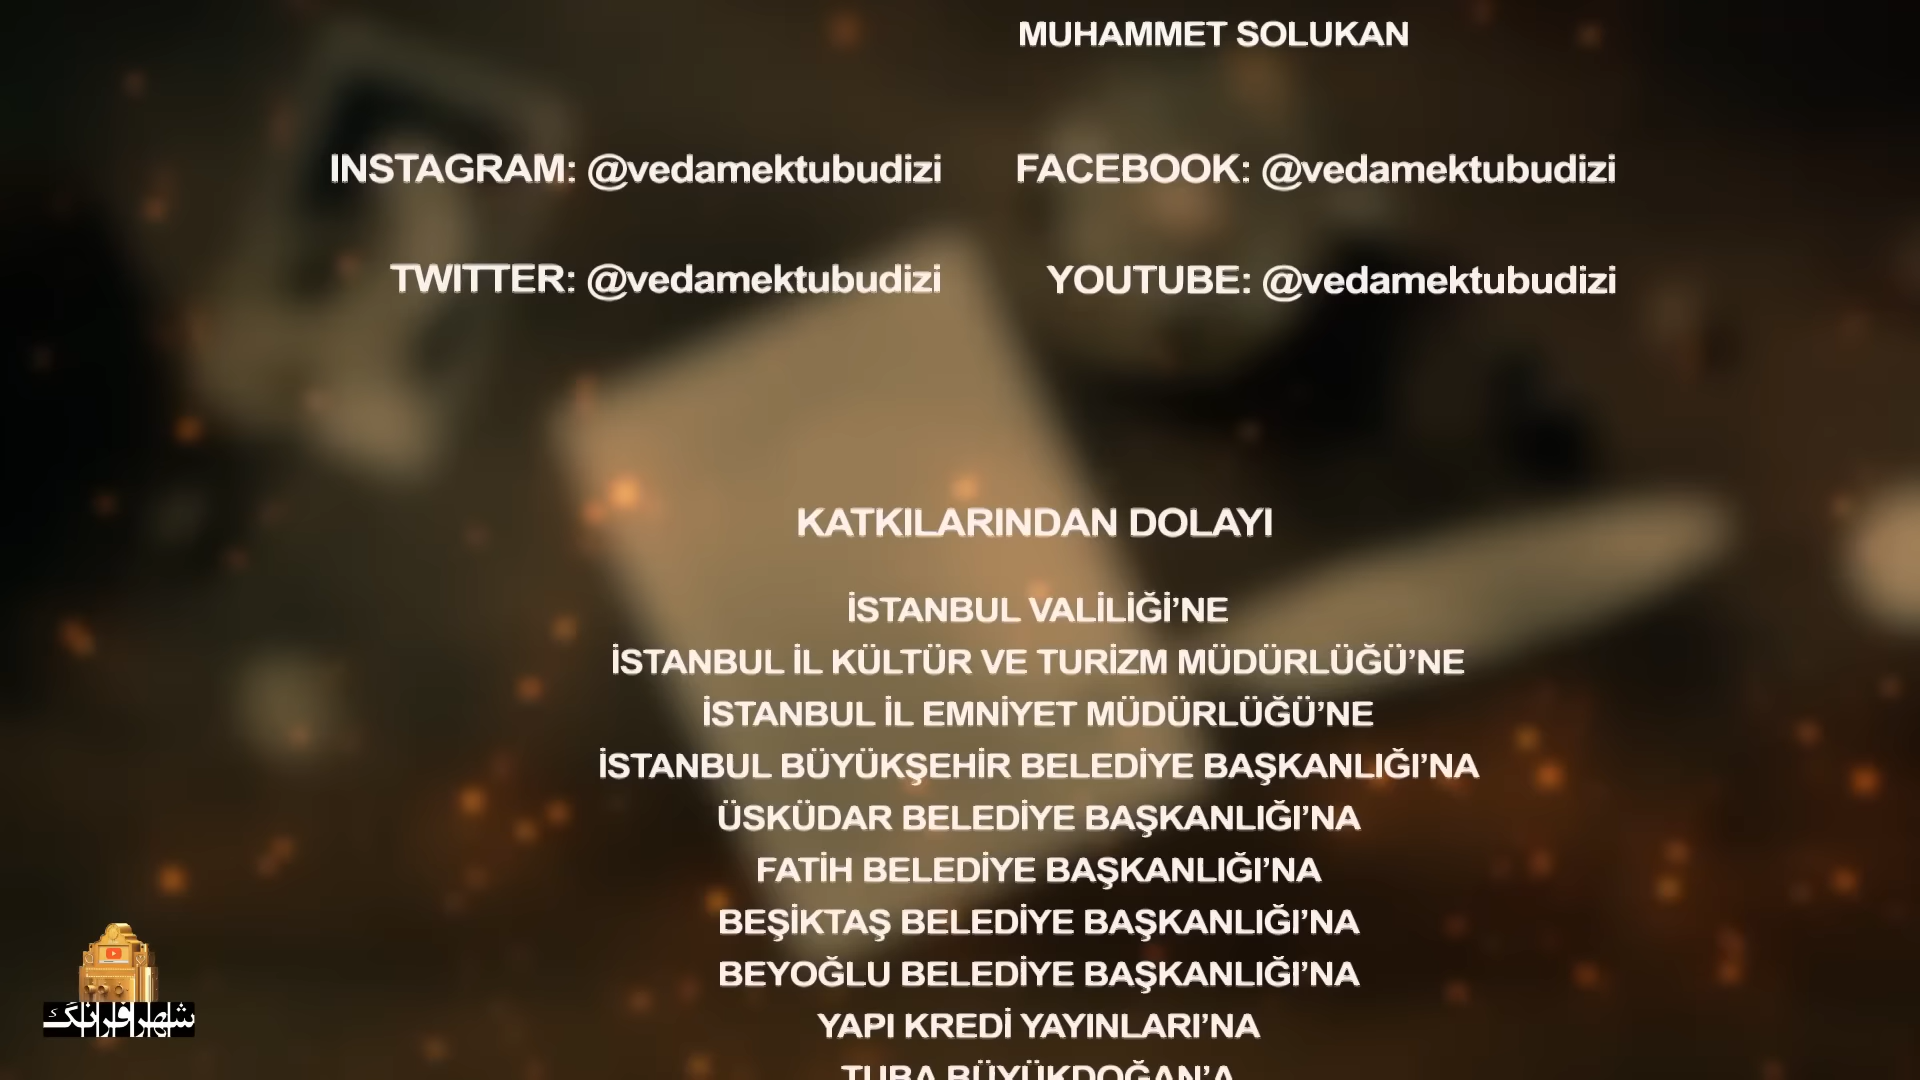 MUHAMMET SOLUKAN
INSTAGRAM: @vedamektubudizi FACEBOOK: @vedamektubudizi
TWITTER: @vedamektubudizi YOUTUBE: @vedamektubudizi
KATKILARINDAN DOLAYI
İSTANBUL VALİLİĞİ’NE
İSTANBUL İL KÜLTÜR VE TURİZM MÜDÜRLÜĞÜ’NE
İSTANBUL İL EMNİYET MÜDÜRLÜĞÜ’NE
İSTANBUL BÜYÜKŞEHİR BELEDİYE BAŞKANLIĞI’NA
ÜSKÜDAR BELEDİYE BAŞKANLIĞI’NA
FATİH BELEDİYE BAŞKANLIĞI’NA
BEŞİKTAŞ BELEDİYE BAŞKANLIĞI’NA
BEYOĞLU BELEDİYE BAŞKANLIĞI’NA
YAPI KREDİ YAYINLARI’NA
TUBA BÜYÜKDOĞAN’A
شهرفرنگ